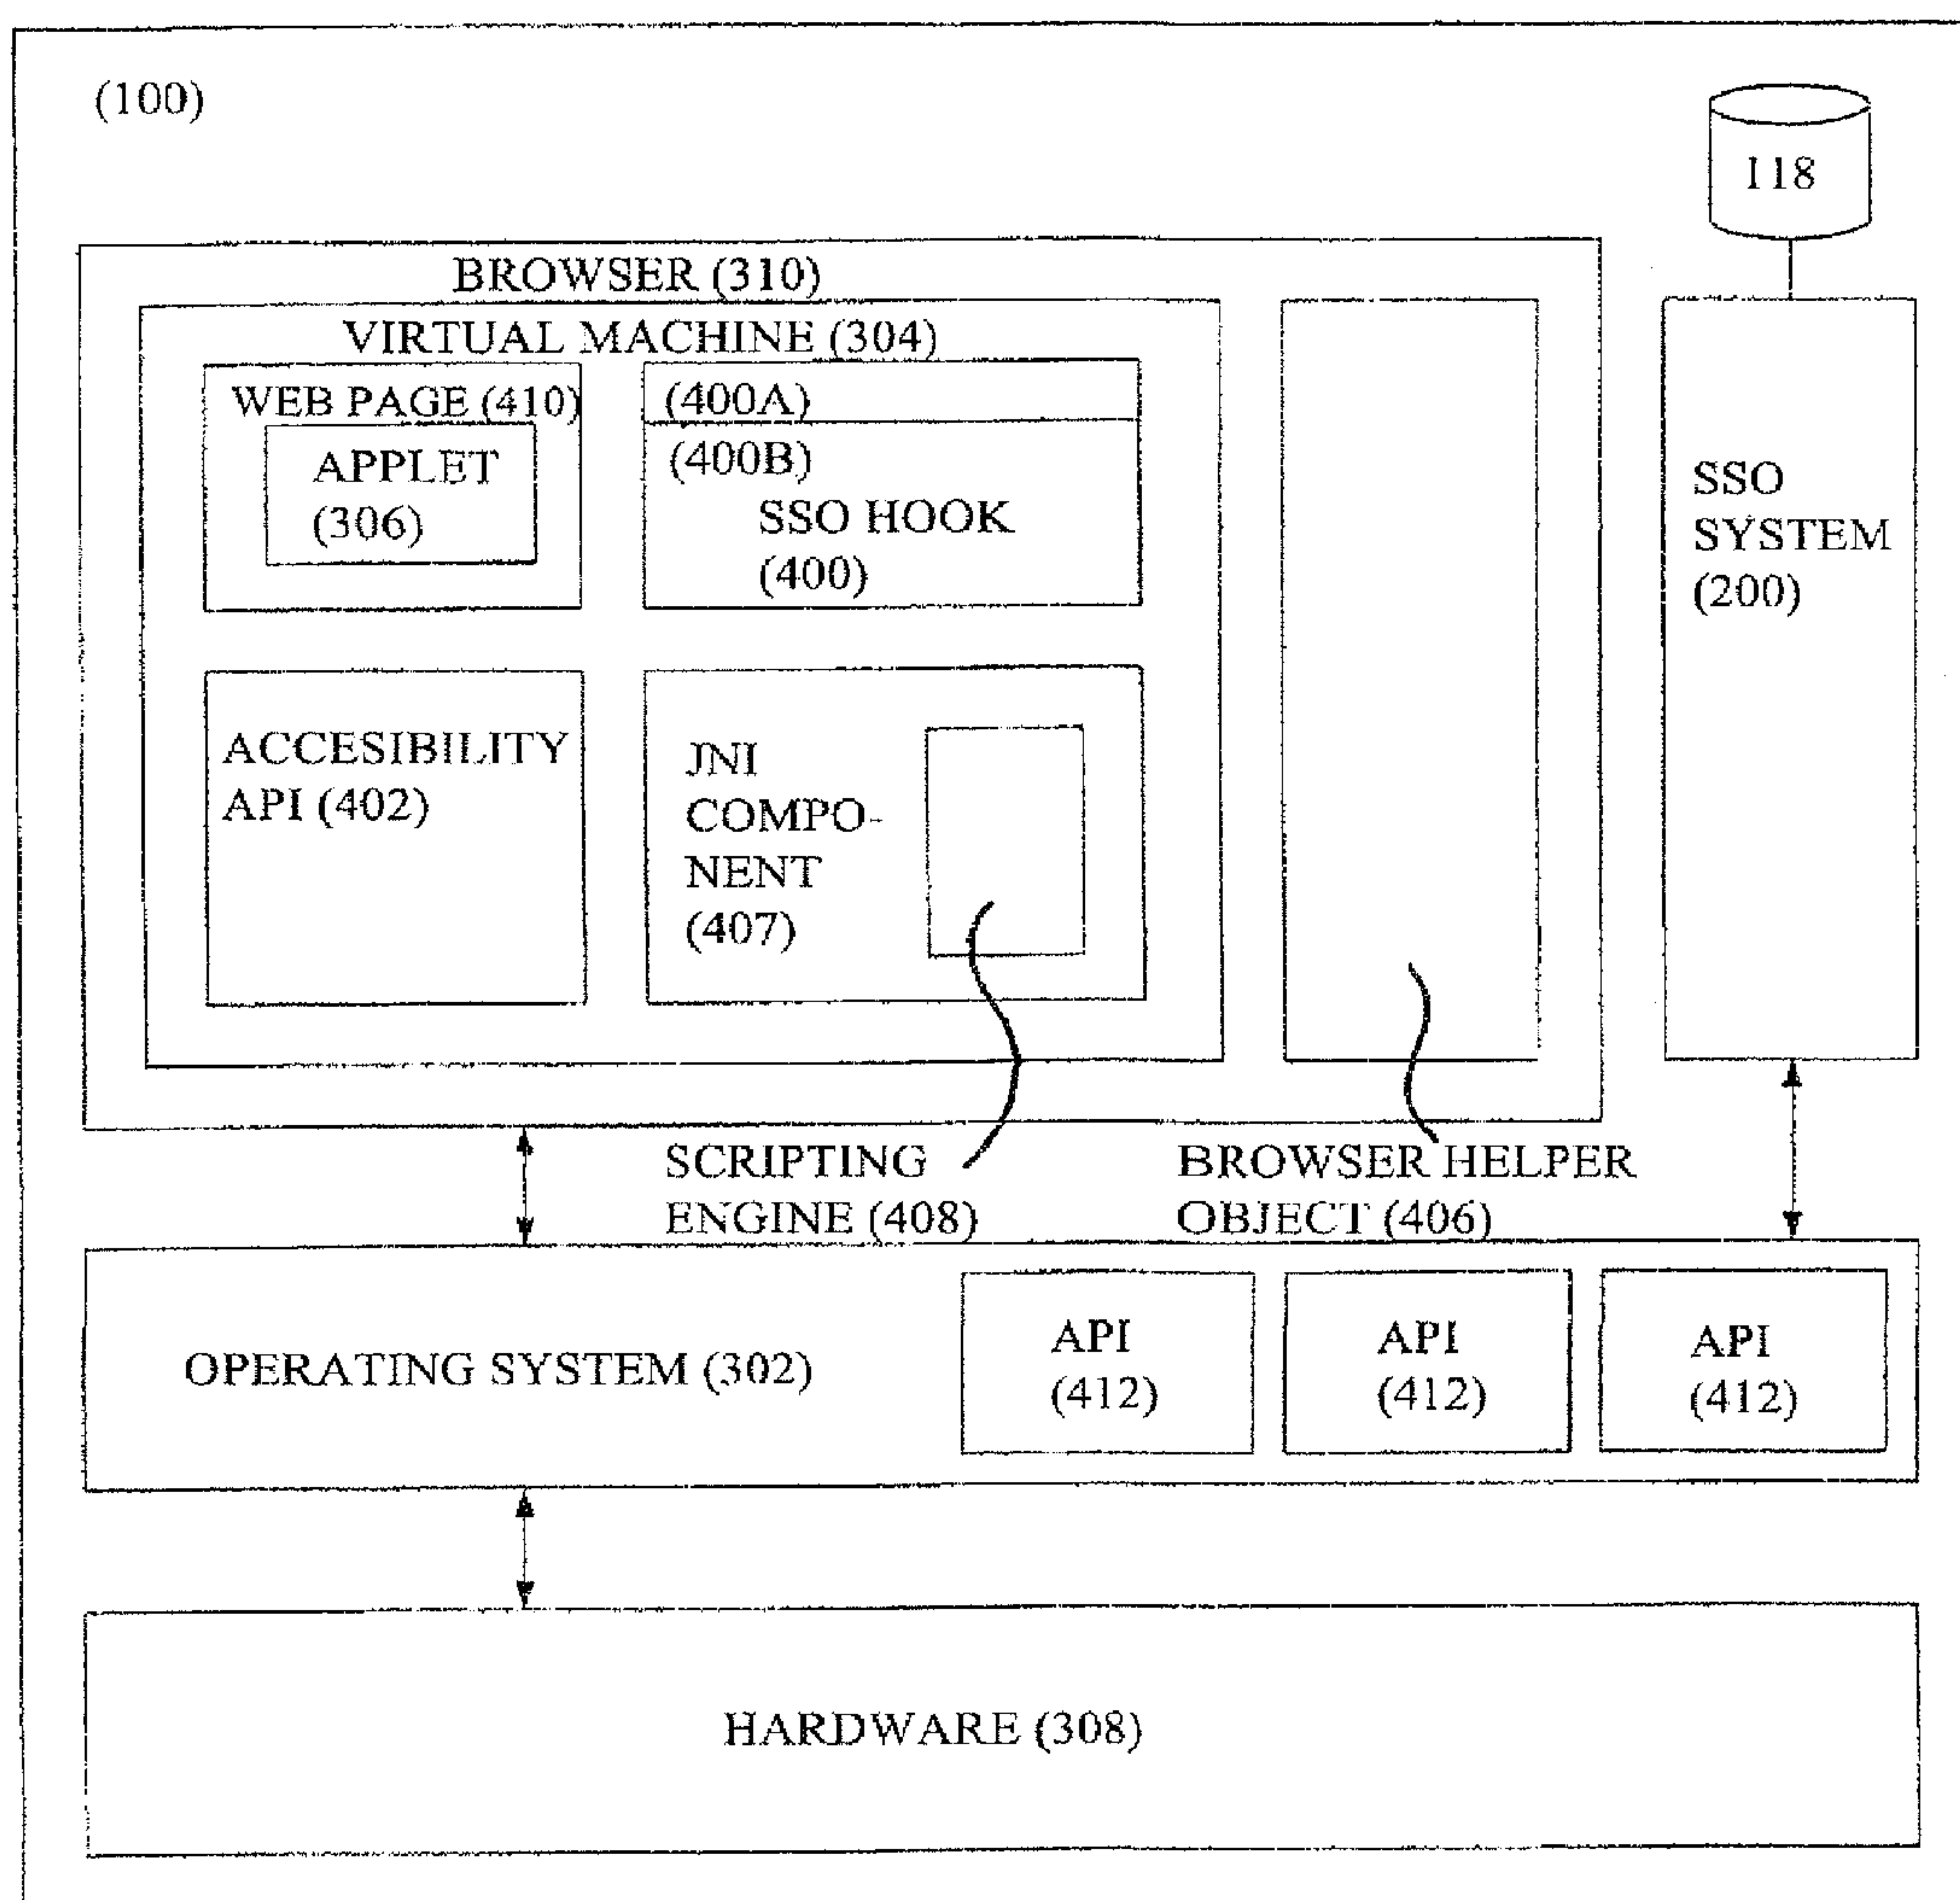 (100)
118
BROWSER (310)
VIRTUAL MACHINE (304)
WEB PAGE (410)
APPLET
(306)
(400A)
(400B)
SSO HOOK
(400)
SSO
SYSTEM
(200)
ACCESIBILITY
API (402)
JNI
COMPO-
NENT
(407)
SCRIPTING
ENGINE (408)
BROWSER HELPER
OBJECT (406)
OPERATING SYSTEM (302)
API
(412)
API
(412)
API
(412)
HARDWARE (308)